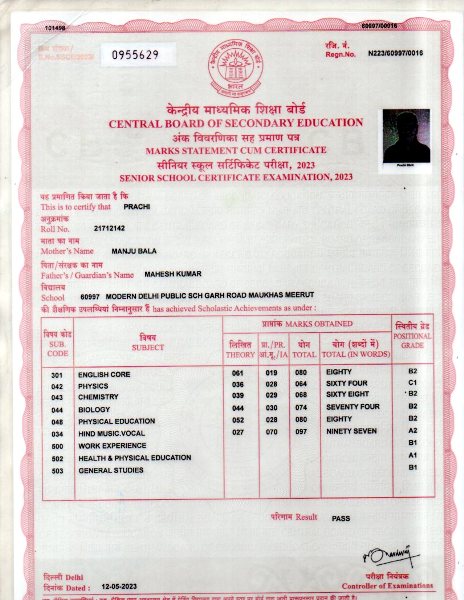 101498
60997/0016
S.No.SSCE/2023/
0955629
रजि. नं.
Regn.No. N223/60997/0016
भारत
केन्द्रीय माध्यमिक शिक्षा बोर्ड
CENTRAL BOARD OF SECONDARY EDUCATION
अंक विवरणिका सह प्रमाण पत्र
MARKS STATEMENT CUM CERTIFICATE
सीनियर स्कूल सर्टिफिकेट परीक्षा, 2023
SENIOR SCHOOL CERTIFICATE EXAMINATION, 2023
यह प्रमाणित किया जाता है कि
This is to certify that PRACHI
अनुक्रमांक
Roll No. 21712142
माता का नाम
Mother's Name MANJU BALA
पिता/संरक्षक का नाम
Father's / Guardian's Name MAHESH KUMAR
विद्यालय
School 60997 MODERN DELHI PUBLIC SCH GARH ROAD MAUKHAS MEERUT
की शैक्षणिक उपलब्धियां निम्नानुसार हैं has achieved Scholastic Achievements as under :
विषय कोड SUB. CODE
विषय SUBJECT
प्राप्तांक MARKS OBTAINED
लिखित THEORY
प्रा./PR. आं.मू./IA
योग TOTAL
योग (शब्दों में) TOTAL (IN WORDS)
स्थितीय ग्रेड POSITIONAL GRADE
301 ENGLISH CORE 061 019 080 EIGHTY B2
042 PHYSICS 036 028 064 SIXTY FOUR C1
043 CHEMISTRY 039 029 068 SIXTY EIGHT B2
044 BIOLOGY 044 030 074 SEVENTY FOUR B2
048 PHYSICAL EDUCATION 052 028 080 EIGHTY B2
034 HIND MUSIC.VOCAL 027 070 097 NINETY SEVEN A2
500 WORK EXPERIENCE B1
502 HEALTH & PHYSICAL EDUCATION A1
503 GENERAL STUDIES B1
परिणाम Result PASS
दिल्ली Delhi
दिनांक Dated : 12-05-2023
परीक्षा नियंत्रक
Controller of Examinations